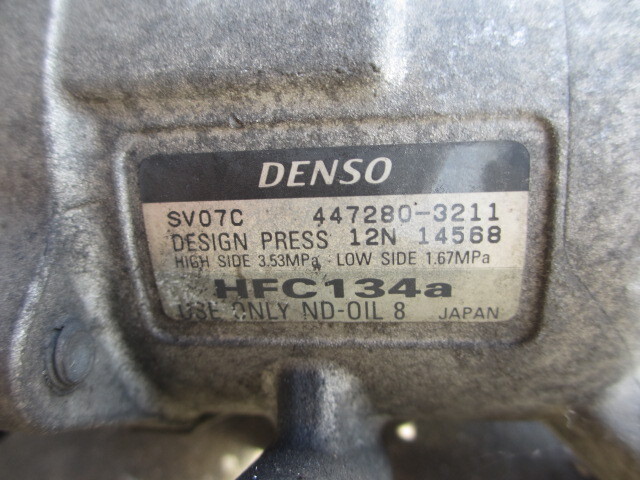 DENSO
SV07C 447280-3211
DESIGN PRESS 12N 14568
HIGH SIDE 3.53MPa LOW SIDE 1.67MPa
HFC134a
USE ONLY ND-OIL 8 JAPAN